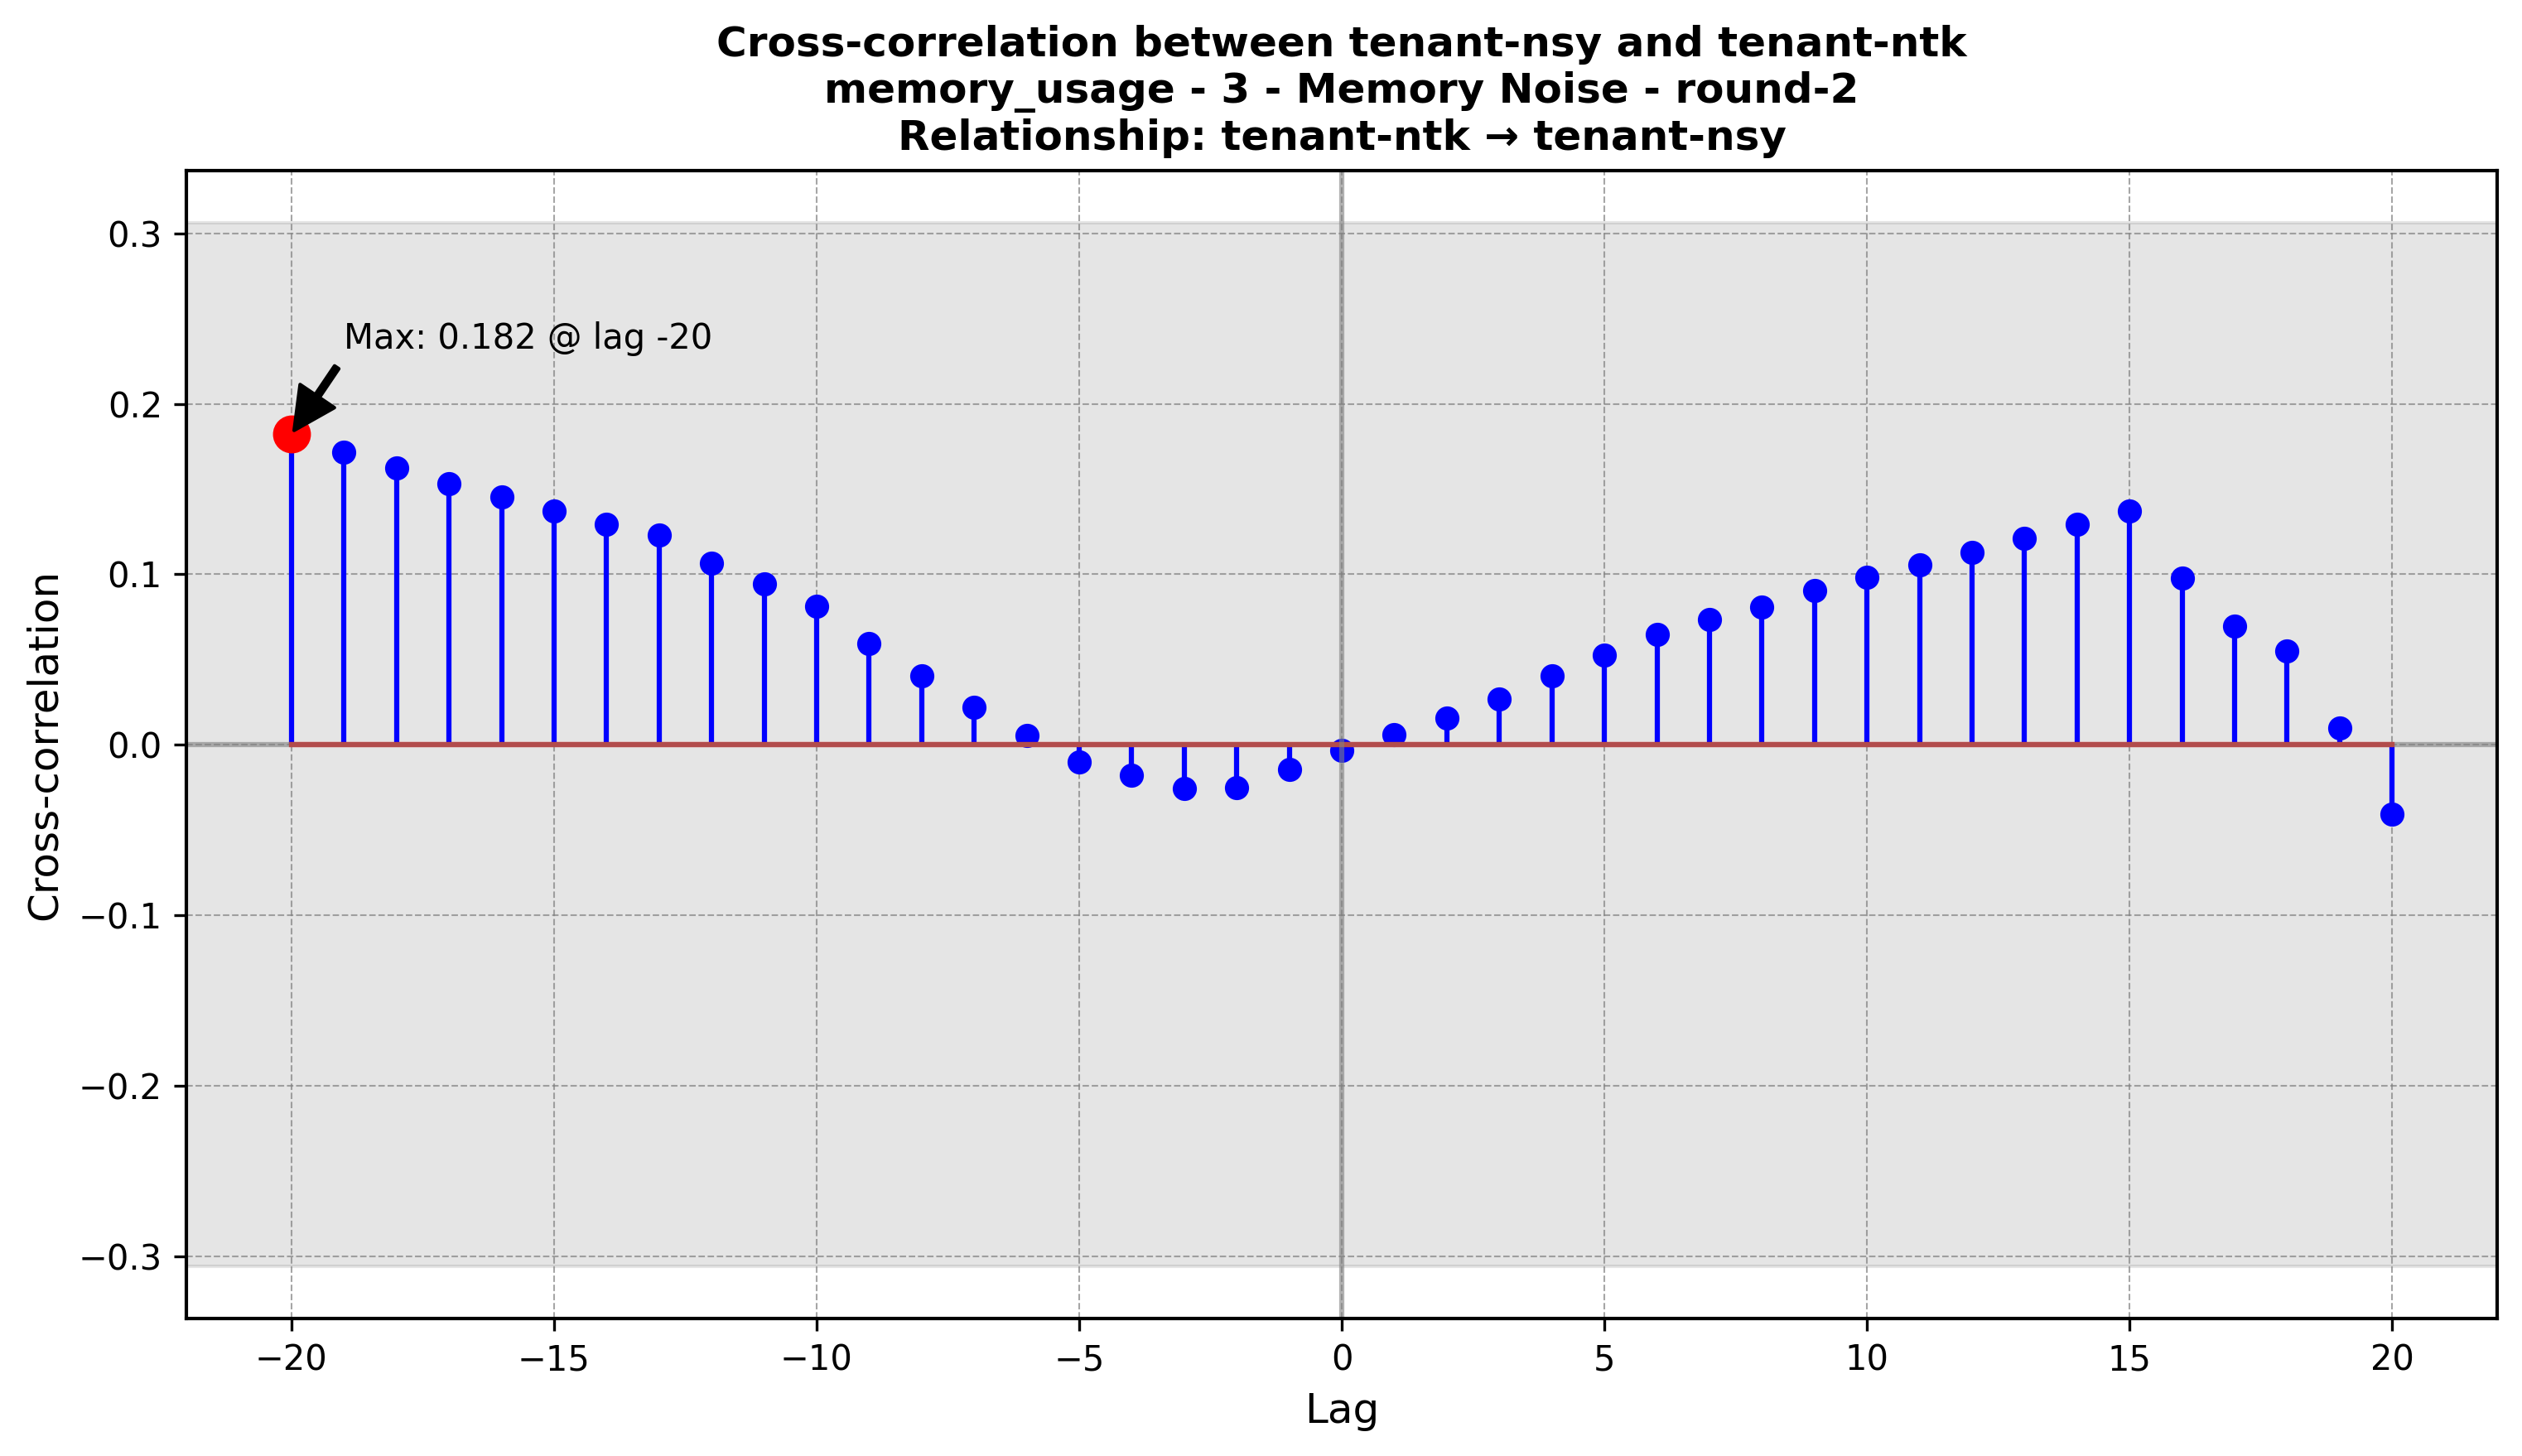 Cross-correlation between tenant-nsy and tenant-ntk
memory_usage - 3 - Memory Noise - round-2
Relationship: tenant-ntk → tenant-nsy
Cross-correlation
0.3
0.2
0.1
0.0
−0.1
−0.2
−0.3
Max: 0.182 @ lag -20
−20 −15 −10 −5 0 5 10 15 20
Lag